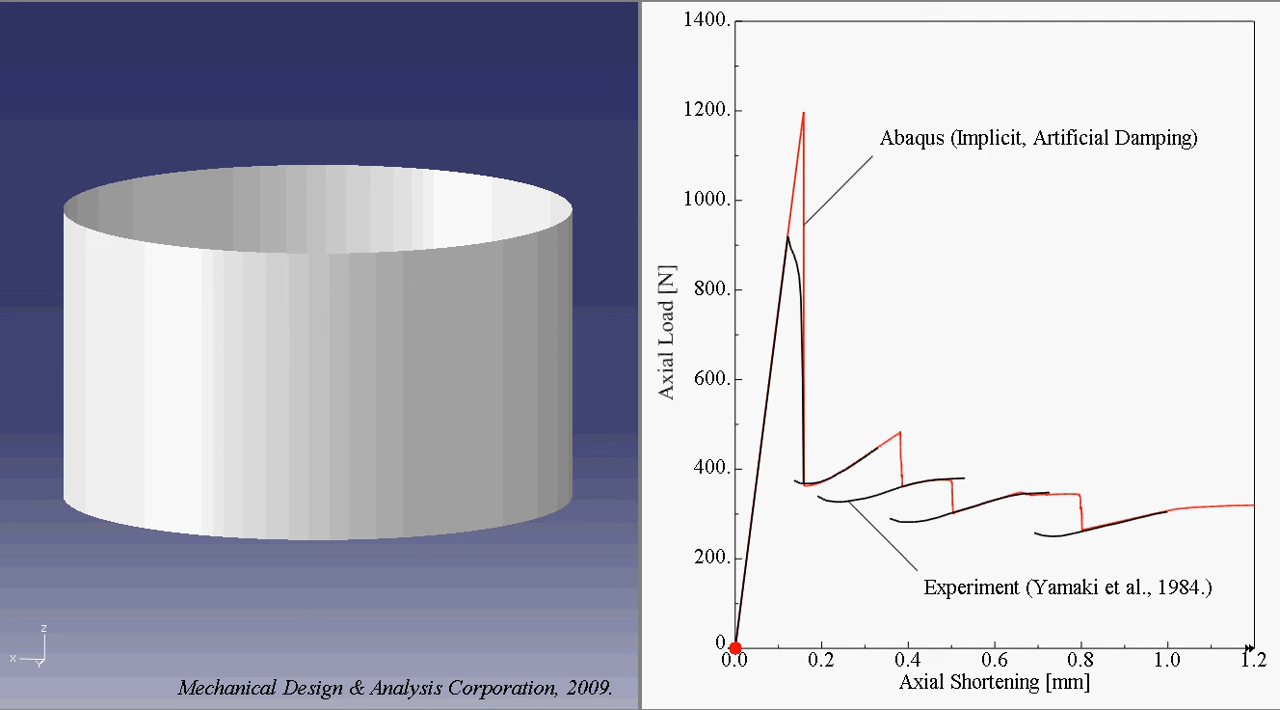 z
x
Y
Mechanical Design & Analysis Corporation, 2009.
1400.
1200.
1000.
800.
600.
400.
200.
0.
Axial Load [N]
Abaqus (Implicit, Artificial Damping)
Experiment (Yamaki et al., 1984.)
0.0 0.2 0.4 0.6 0.8 1.0 1.2
Axial Shortening [mm]